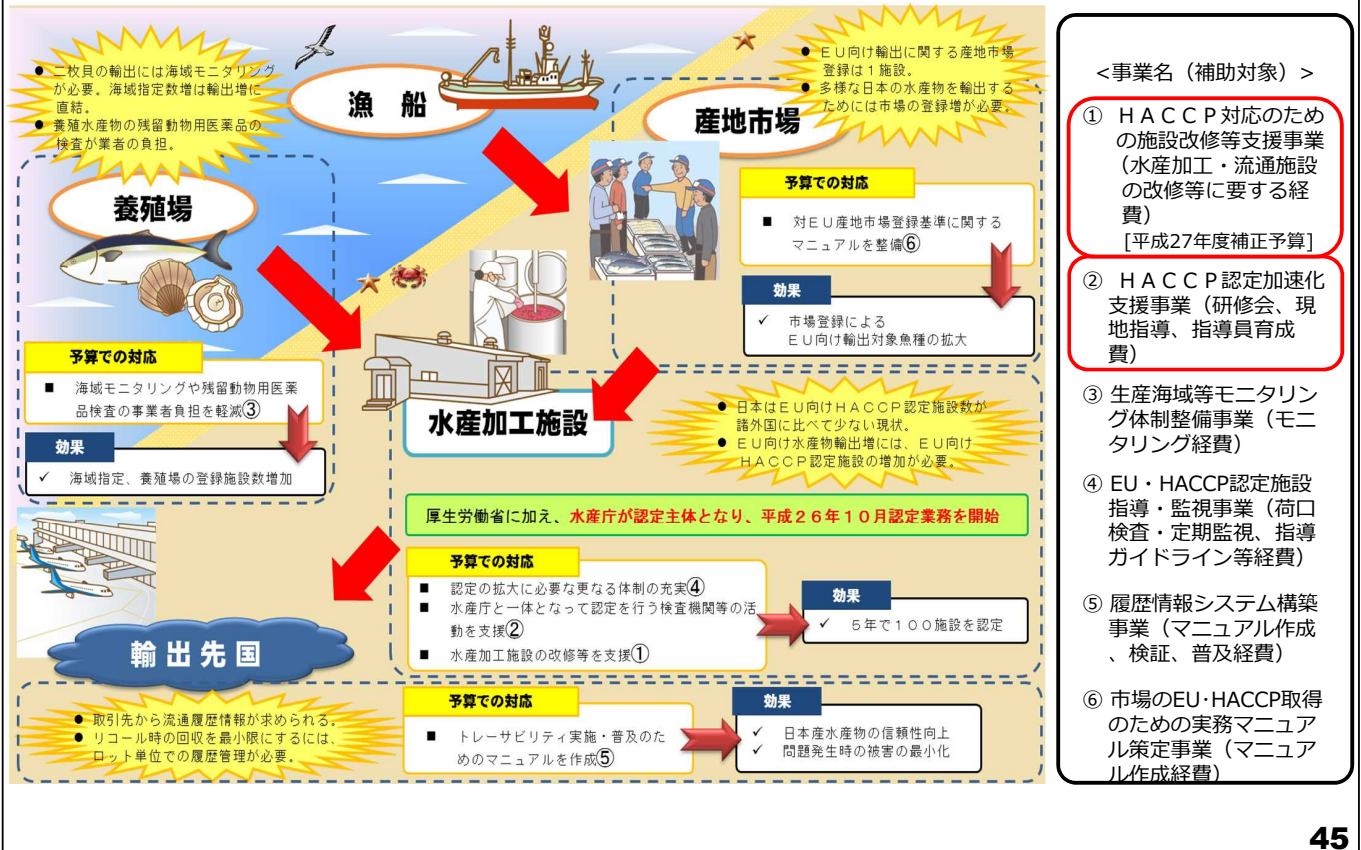 ● 二枚貝の輸出には海域モニタリング
が必要。海域指定数増は輸出増に
直結。
● 養殖水産物の残留動物用医薬品の
検査が業者の負担。
漁 船
● ＥＵ向け輸出に関する産地市場
登録は１施設。
● 多様な日本の水産物を輸出する
ためには市場の登録増が必要。
産地市場
養殖場
予算での対応
■ 対ＥＵ産地市場登録基準に関する
マニュアルを整備⑥
効果
✓ 市場登録による
ＥＵ向け輸出対象魚種の拡大
予算での対応
■ 海域モニタリングや残留動物用医薬
品検査の事業者負担を軽減③
効果
✓ 海域指定、養殖場の登録施設数増加
水産加工施設
● 日本はＥＵ向けＨＡＣＣＰ認定施設数が
諸外国に比べて少ない現状。
● ＥＵ向け水産物輸出増には、ＥＵ向け
ＨＡＣＣＰ認定施設の増加が必要。
厚生労働省に加え、水産庁が認定主体となり、平成２６年１０月認定業務を開始
予算での対応
■ 認定の拡大に必要な更なる体制の充実④
■ 水産庁と一体となって認定を行う検査機関等の活
動を支援②
■ 水産加工施設の改修等を支援①
効果
✓ ５年で１００施設を認定
輸出先国
● 取引先から流通履歴情報が求められる。
● リコール時の回収を最小限にするには、
ロット単位での履歴管理が必要。
予算での対応
■ トレーサビリティ実施・普及のた
めのマニュアルを作成⑤
効果
✓ 日本産水産物の信頼性向上
✓ 問題発生時の被害の最小化
<事業名（補助対象）>
① ＨＡＣＣＰ対応のため
の施設改修等支援事業
（水産加工・流通施設
の改修等に要する経
費）
[平成27年度補正予算]
② ＨＡＣＣＰ認定加速化
支援事業（研修会、現
地指導、指導員育成
費）
③ 生産海域等モニタリン
グ体制整備事業（モニ
タリング経費）
④ EU・HACCP認定施設
指導・監視事業（荷口
検査・定期監視、指導
ガイドライン等経費）
⑤ 履歴情報システム構築
事業（マニュアル作成
、検証、普及経費）
⑥ 市場のEU･HACCP取得
のための実務マニュア
ル策定事業（マニュア
ル作成経費）
45